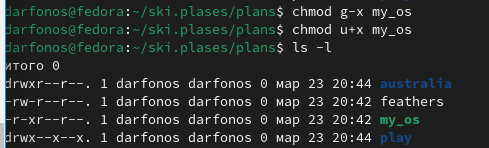 darfonos@fedora:~/ski.plases/plans$ chmod g-x my_os
darfonos@fedora:~/ski.plases/plans$ chmod u+x my_os
darfonos@fedora:~/ski.plases/plans$ ls -l
итого 0
drwxr--r--. 1 darfonos darfonos 0 мар 23 20:44 australia
-rw-r--r--. 1 darfonos darfonos 0 мар 23 20:42 feathers
-r-xr--r--. 1 darfonos darfonos 0 мар 23 20:42 my_os
drwx--x--x. 1 darfonos darfonos 0 мар 23 20:44 play